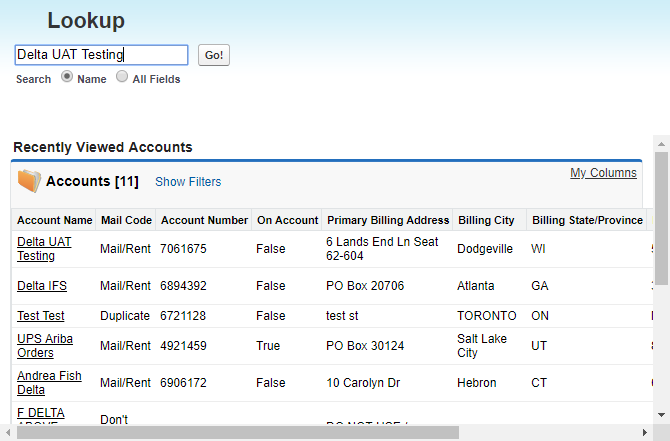 Lookup
Delta UAT Testing Go!
Search Name All Fields
Recently Viewed Accounts
Accounts [11] Show Filters My Columns
Account Name Mail Code Account Number On Account Primary Billing Address Billing City Billing State/Province
Delta UAT Testing Mail/Rent 7061675 False 6 Lands End Ln Seat 62-604 Dodgeville WI
Delta IFS Mail/Rent 6894392 False PO Box 20706 Atlanta GA
Test Test Duplicate 6721128 False test st TORONTO ON
UPS Ariba Orders Mail/Rent 4921459 True PO Box 30124 Salt Lake City UT
Andrea Fish Delta Mail/Rent 6906172 False 10 Carolyn Dr Hebron CT
F DELTA Don't